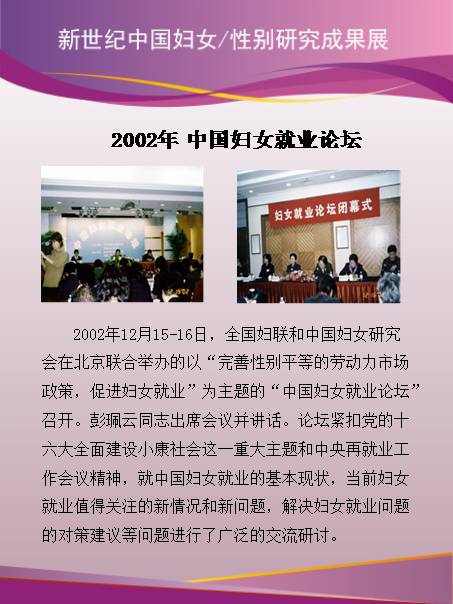 新世纪中国妇女/性别研究成果展
2002年 中国妇女就业论坛
妇女就业论坛闭幕式
2002年12月15-16日，全国妇联和中国妇女研究
会在北京联合举办的以“完善性别平等的劳动力市场
政策，促进妇女就业”为主题的“中国妇女就业论坛”
召开。彭珮云同志出席会议并讲话。论坛紧扣党的十
六大全面建设小康社会这一重大主题和中央再就业工
作会议精神，就中国妇女就业的基本现状，当前妇女
就业值得关注的新情况和新问题，解决妇女就业问题
的对策建议等问题进行了广泛的交流研讨。